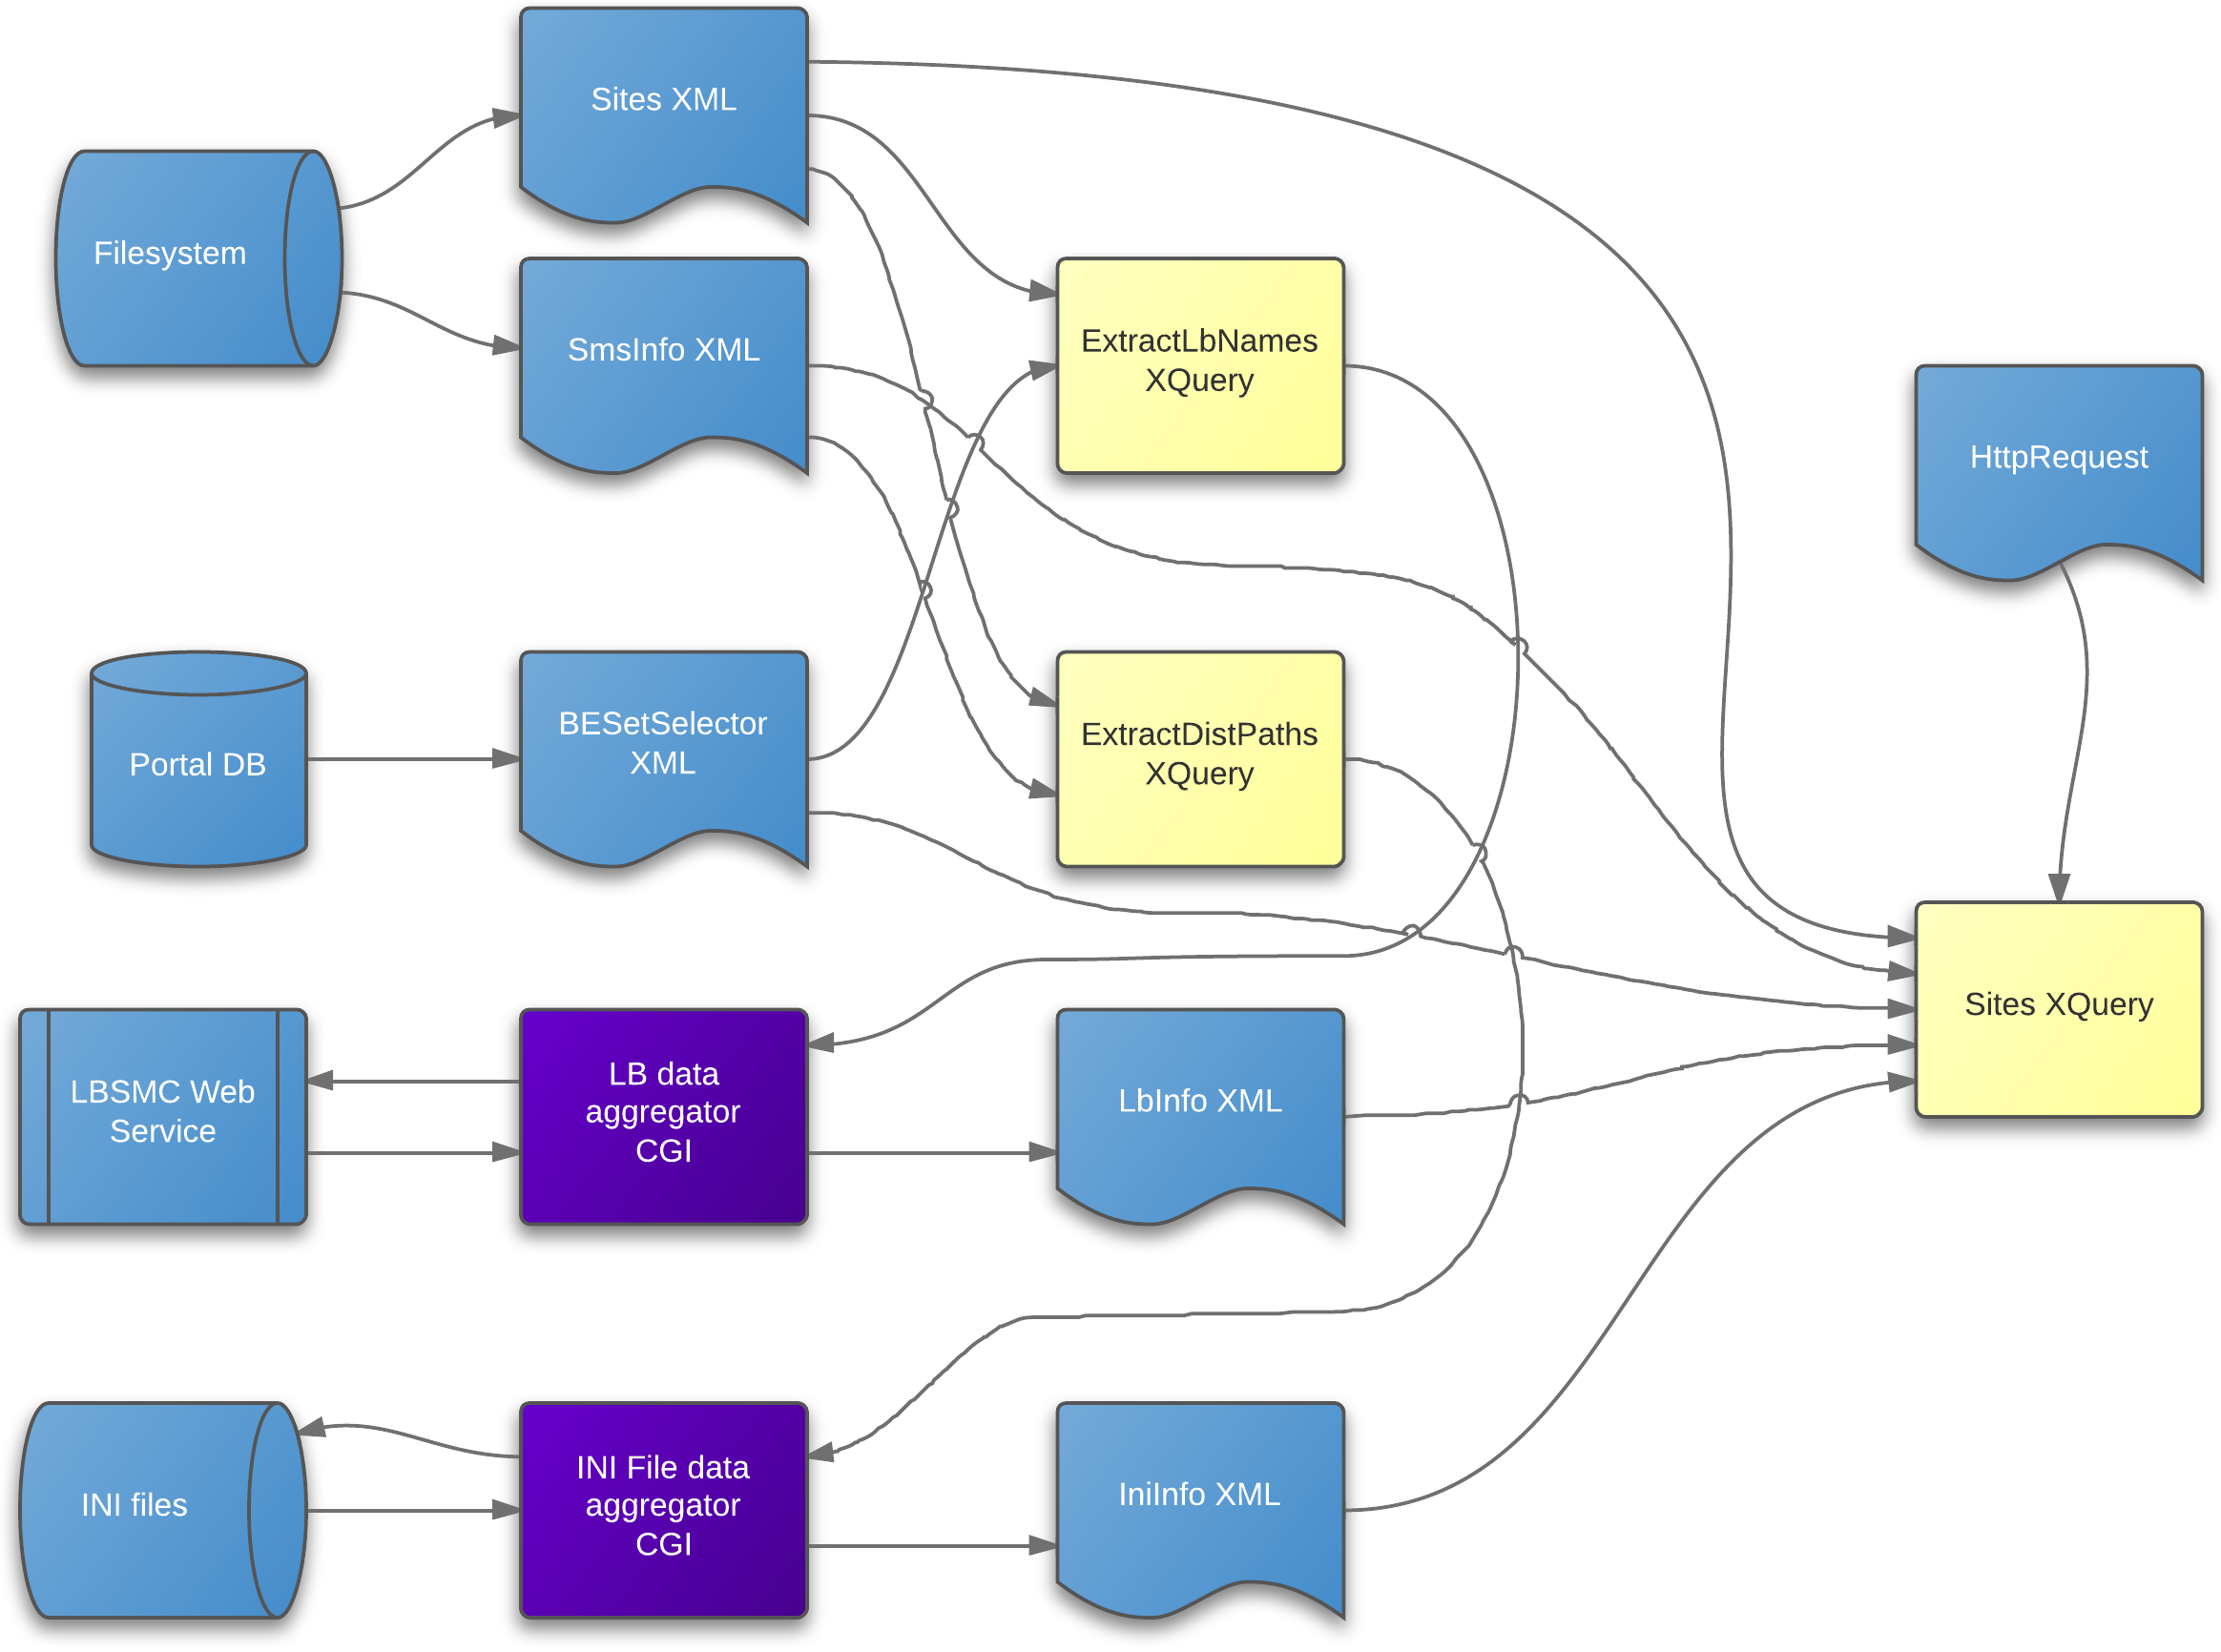 Sites XML
Filesystem
SmsInfo XML
ExtractLbNames
XQuery
HttpRequest
Portal DB
BESetSelector
XML
ExtractDistPaths
XQuery
Sites XQuery
LBSMC Web
Service
LB data
aggregator
CGI
LbInfo XML
INI files
INI File data
aggregator
CGI
IniInfo XML